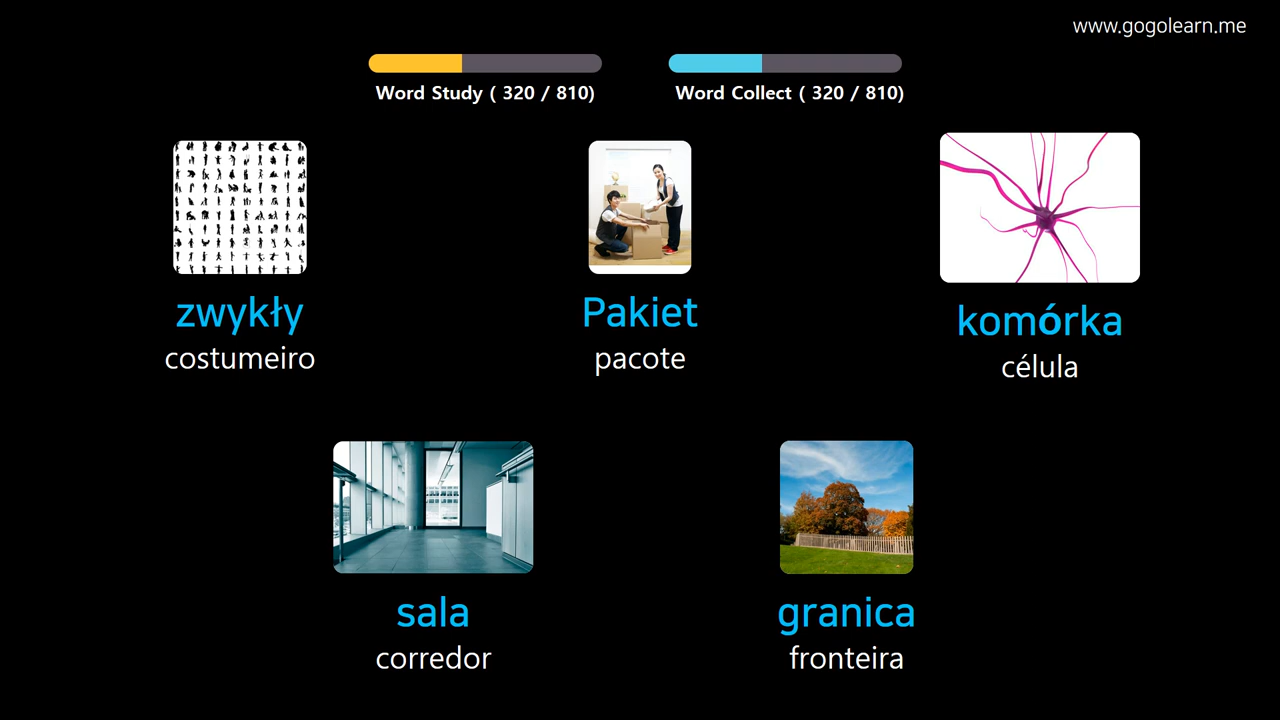 www.gogolearn.me
Word Study ( 320 / 810)
Word Collect ( 320 / 810)
zwykły
costumeiro
Pakiet
pacote
komórka
célula
sala
corredor
granica
fronteira